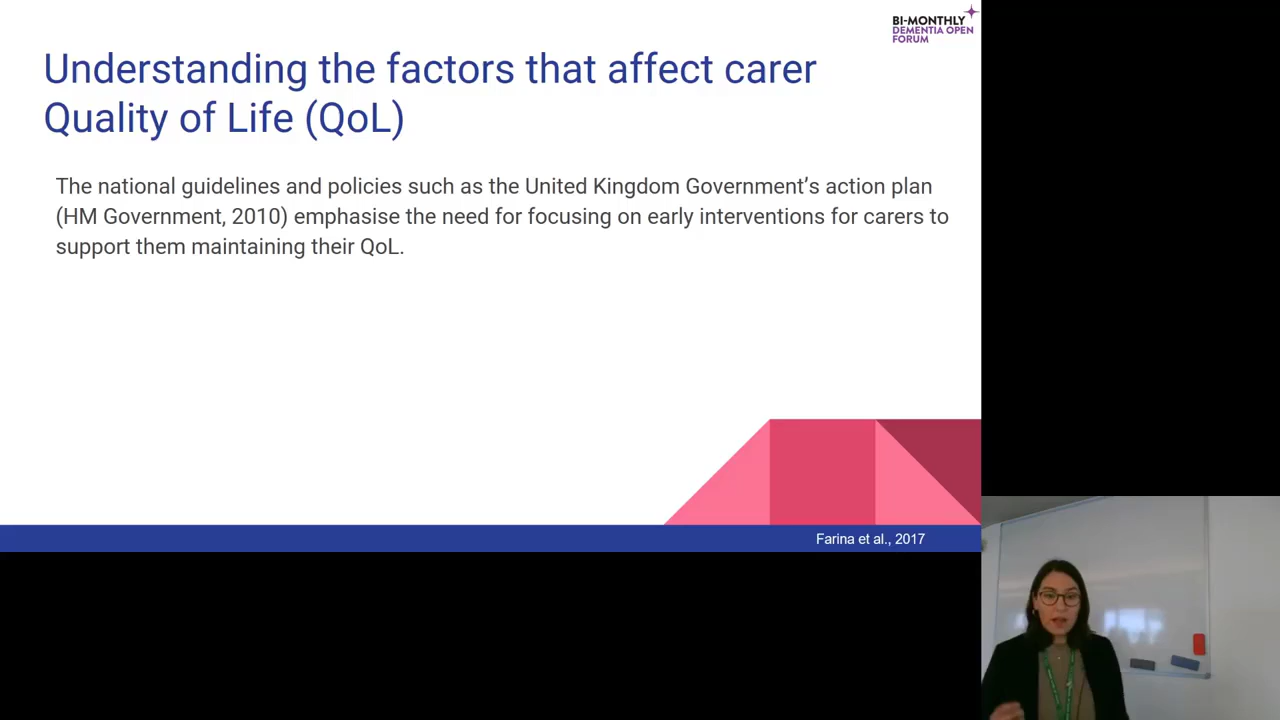 BI-MONTHLY
DEMENTIA OPEN
FORUM
Understanding the factors that affect carer
Quality of Life (QoL)
The national guidelines and policies such as the United Kingdom Government’s action plan
(HM Government, 2010) emphasise the need for focusing on early interventions for carers to
support them maintaining their QoL.
Farina et al., 2017